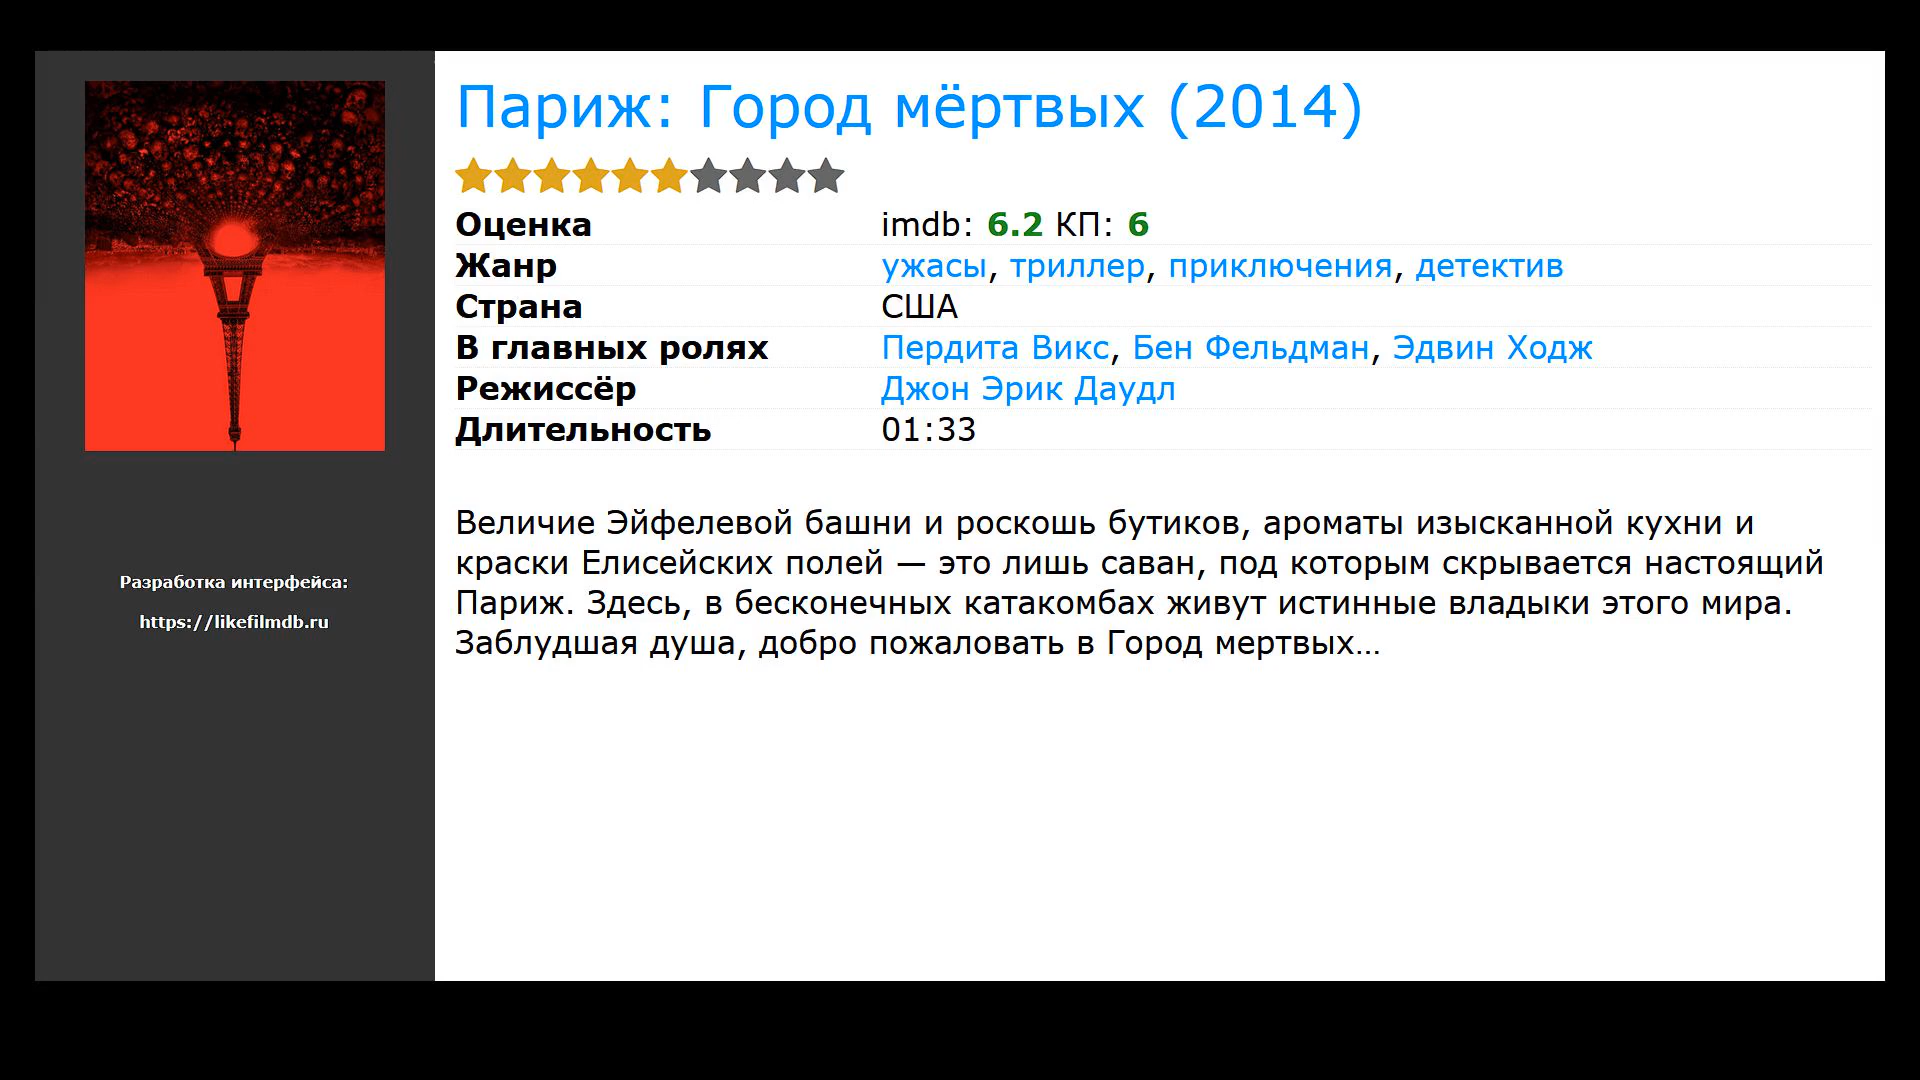 Париж: Город мёртвых (2014)
Оценка imdb: 6.2 КП: 6
Жанр ужасы, триллер, приключения, детектив
Страна США
В главных ролях Пердита Викс, Бен Фельдман, Эдвин Ходж
Режиссёр Джон Эрик Даудл
Длительность 01:33
Величие Эйфелевой башни и роскошь бутиков, ароматы изысканной кухни и
краски Елисейских полей — это лишь саван, под которым скрывается настоящий
Париж. Здесь, в бесконечных катакомбах живут истинные владыки этого мира.
Заблудшая душа, добро пожаловать в Город мертвых…
Разработка интерфейса:
https://likefilmdb.ru